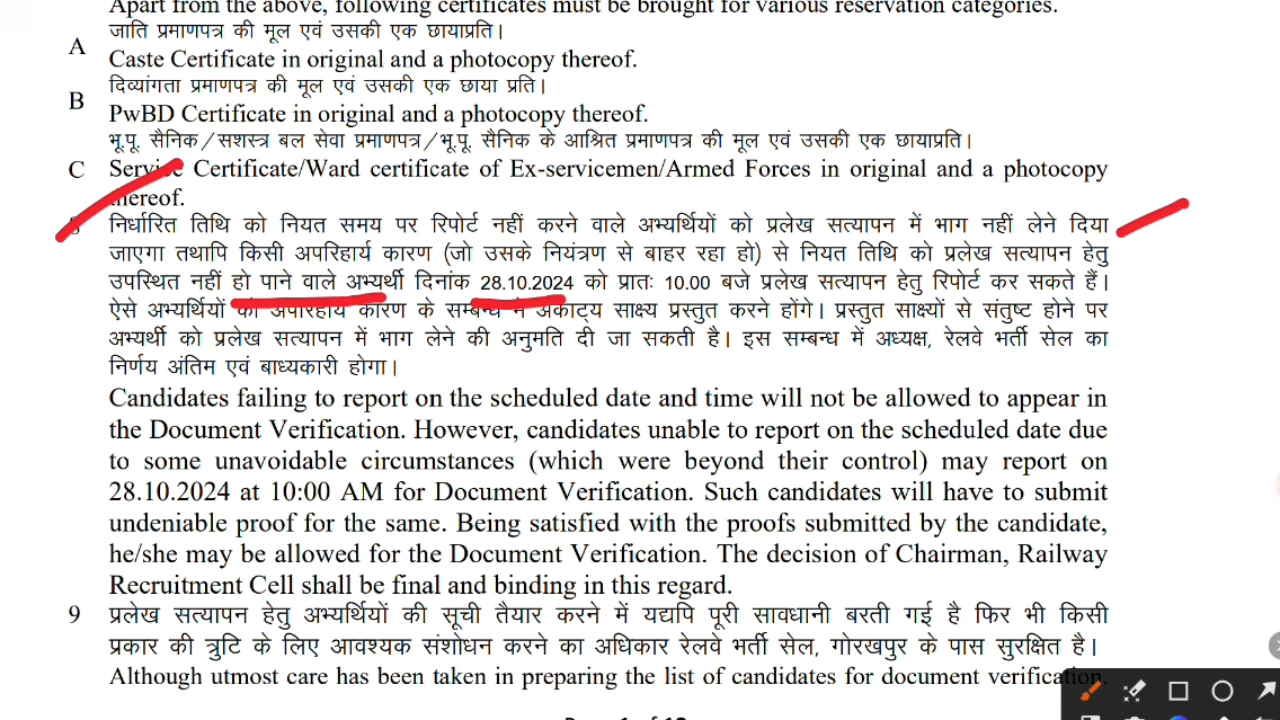 Apart from the above, following certificates must be brought for various reservation categories.
जाति प्रमाणपत्र की मूल एवं उसकी एक छायाप्रति।
A
Caste Certificate in original and a photocopy thereof.
दिव्यांगता प्रमाणपत्र की मूल एवं उसकी एक छाया प्रति।
B
PwBD Certificate in original and a photocopy thereof.
भू.पू. सैनिक/सशस्त्र बल सेवा प्रमाणपत्र/भू.पू. सैनिक के आश्रित प्रमाणपत्र की मूल एवं उसकी एक छायाप्रति।
C Service Certificate/Ward certificate of Ex-servicemen/Armed Forces in original and a photocopy
thereof.
निर्धारित तिथि को नियत समय पर रिपोर्ट नहीं करने वाले अभ्यर्थियों को प्रलेख सत्यापन में भाग नहीं लेने दिया
जाएगा तथापि किसी अपरिहार्य कारण (जो उसके नियंत्रण से बाहर रहा हो) से नियत तिथि को प्रलेख सत्यापन हेतु
उपस्थित नहीं हो पाने वाले अभ्यर्थी दिनांक 28.10.2024 को प्रातः 10.00 बजे प्रलेख सत्यापन हेतु रिपोर्ट कर सकते हैं।
ऐसे अभ्यर्थियों को अपरिहार्य कारण के सम्बन्ध में अकाट्य साक्ष्य प्रस्तुत करने होंगे। प्रस्तुत साक्ष्यों से संतुष्ट होने पर
अभ्यर्थी को प्रलेख सत्यापन में भाग लेने की अनुमति दी जा सकती है। इस सम्बन्ध में अध्यक्ष, रेलवे भर्ती सेल का
निर्णय अंतिम एवं बाध्यकारी होगा।
Candidates failing to report on the scheduled date and time will not be allowed to appear in
the Document Verification. However, candidates unable to report on the scheduled date due
to some unavoidable circumstances (which were beyond their control) may report on
28.10.2024 at 10:00 AM for Document Verification. Such candidates will have to submit
undeniable proof for the same. Being satisfied with the proofs submitted by the candidate,
he/she may be allowed for the Document Verification. The decision of Chairman, Railway
Recruitment Cell shall be final and binding in this regard.
9 प्रलेख सत्यापन हेतु अभ्यर्थियों की सूची तैयार करने में यद्यपि पूरी सावधानी बरती गई है फिर भी किसी
प्रकार की त्रुटि के लिए आवश्यक संशोधन करने का अधिकार रेलवे भर्ती सेल, गोरखपुर के पास सुरक्षित है।
Although utmost care has been taken in preparing the list of candidates for document verification,